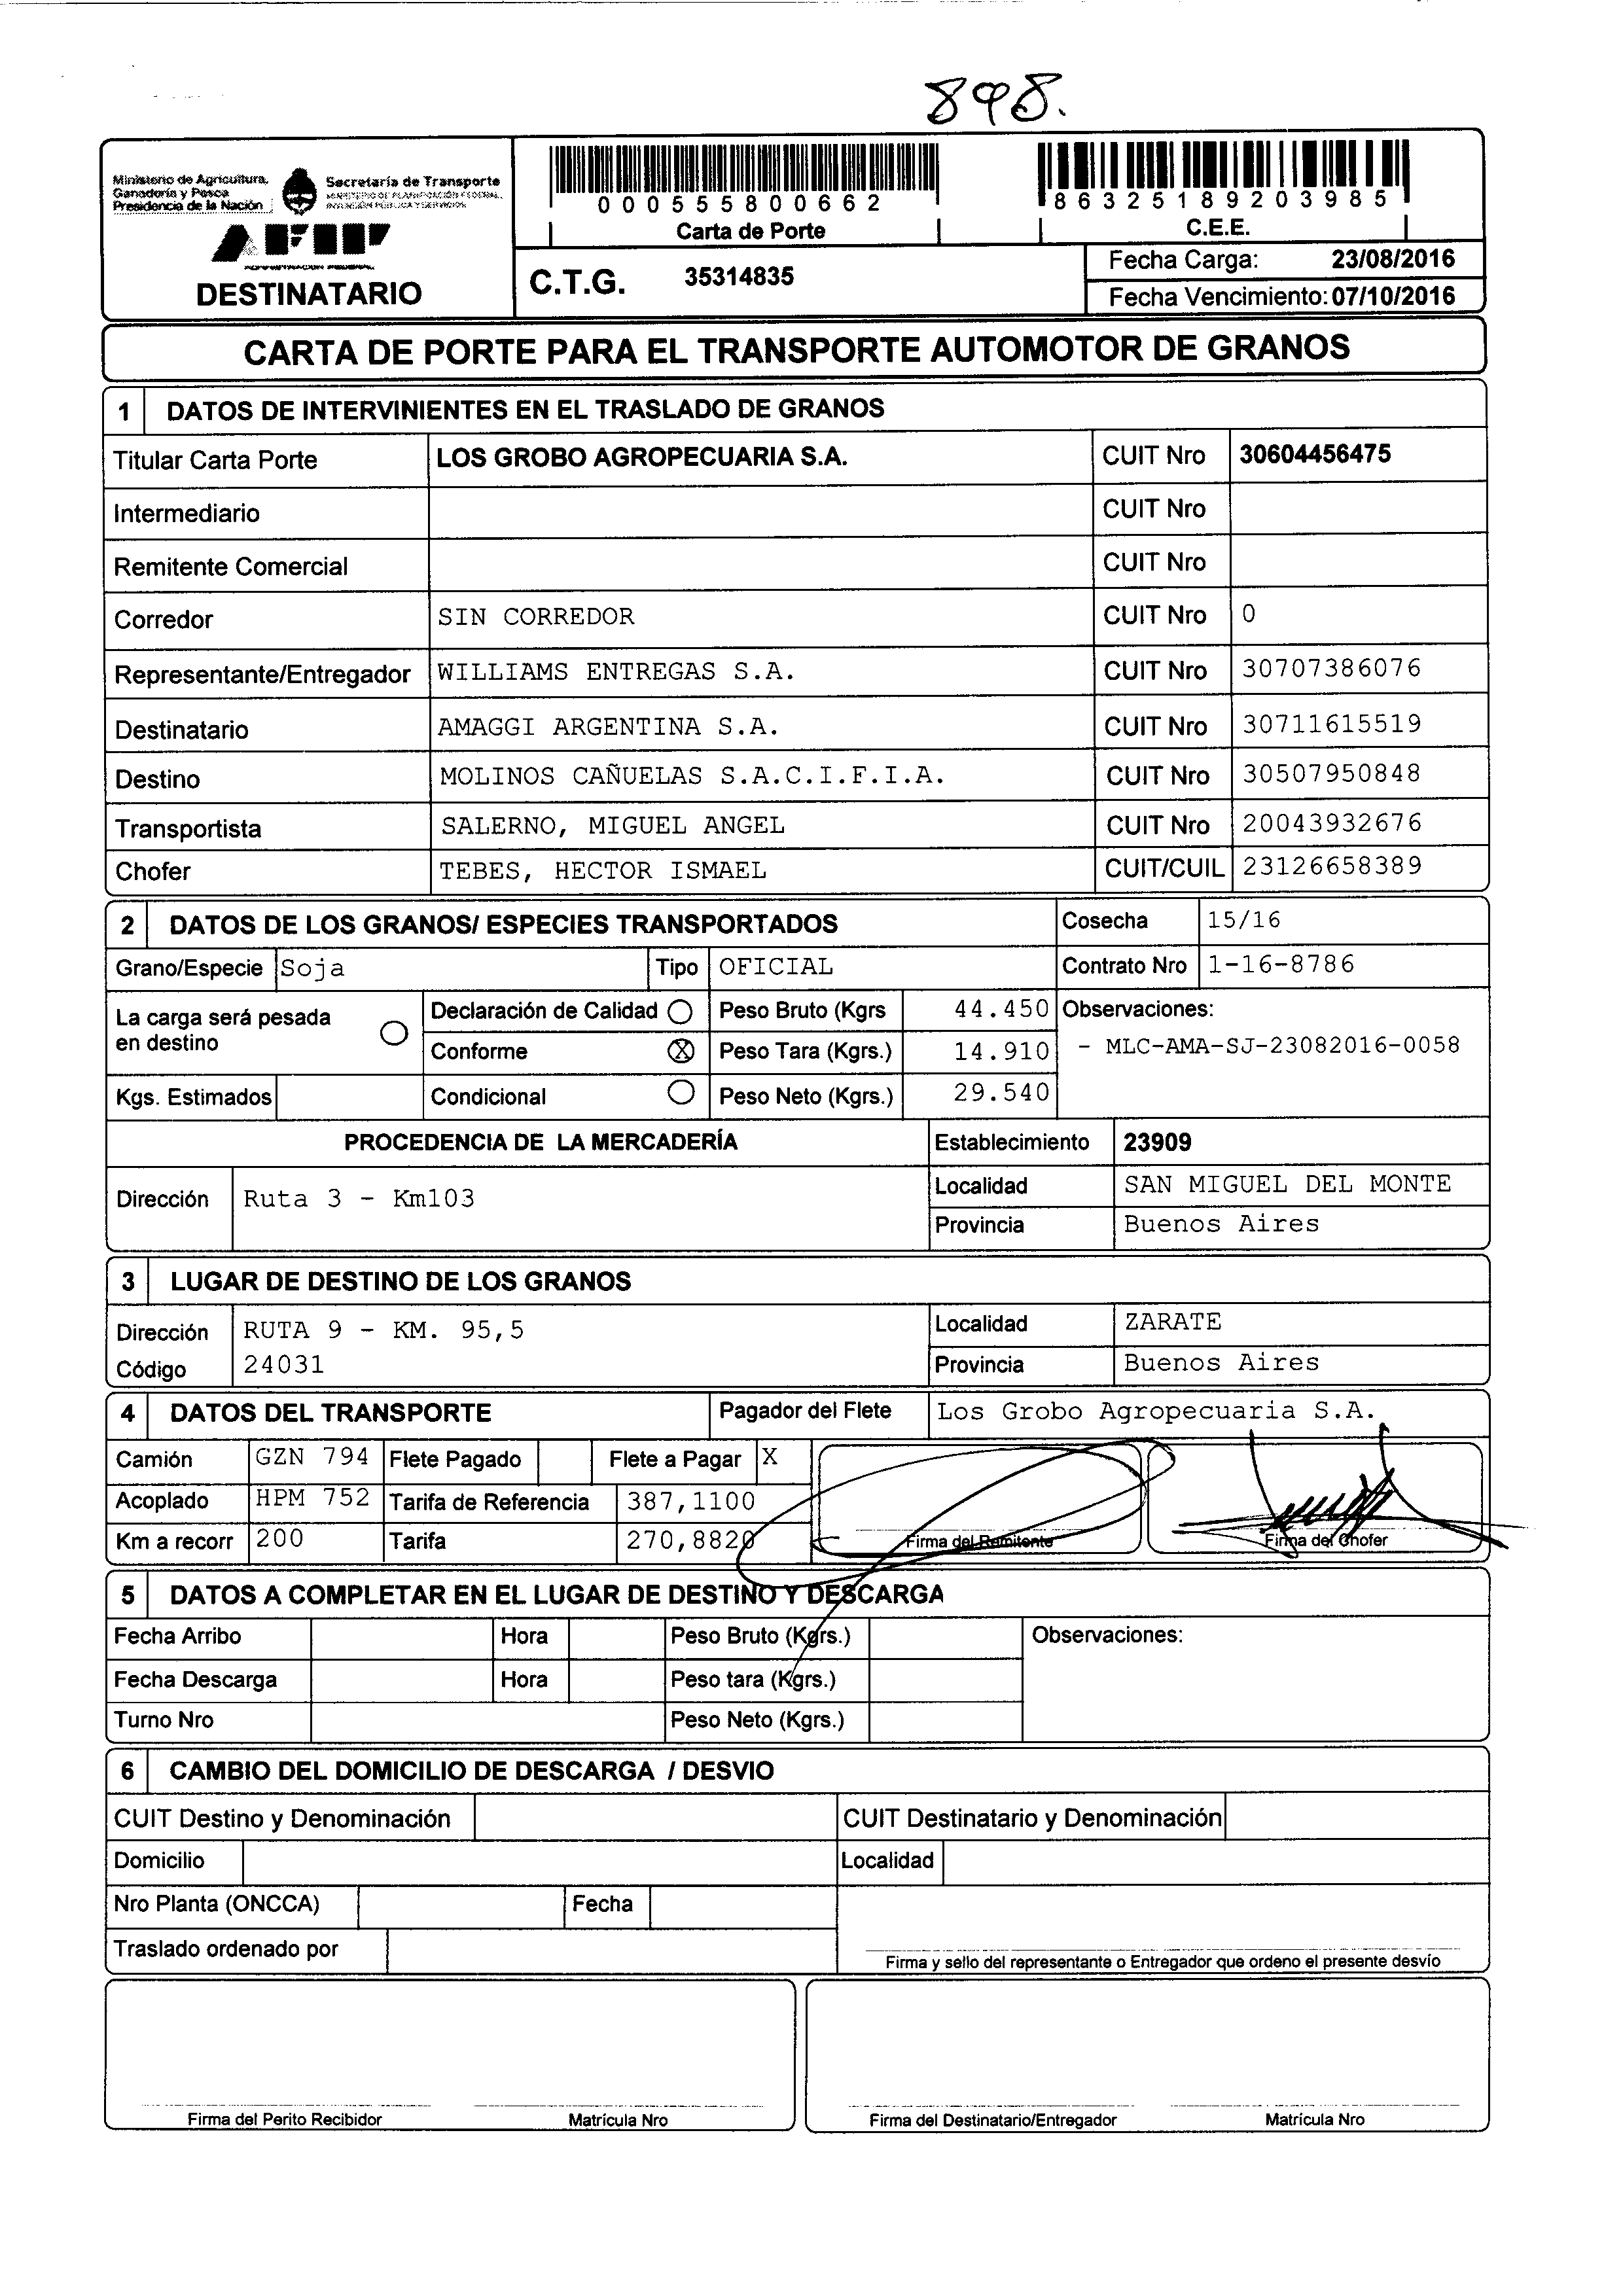 898.
Ministerio de Agricultura,
Ganadería y Pesca
Presidencia de la Nación
Secretaría de Transporte
AFIP
DESTINATARIO
000555800662
Carta de Porte
86325189203985
C.E.E.
C.T.G. 35314835
Fecha Carga: 23/08/2016
Fecha Vencimiento: 07/10/2016
CARTA DE PORTE PARA EL TRANSPORTE AUTOMOTOR DE GRANOS
1 DATOS DE INTERVINIENTES EN EL TRASLADO DE GRANOS
Titular Carta Porte LOS GROBO AGROPECUARIA S.A. CUIT Nro 30604456475
Intermediario CUIT Nro
Remitente Comercial CUIT Nro
Corredor SIN CORREDOR CUIT Nro 0
Representante/Entregador WILLIAMS ENTREGAS S.A. CUIT Nro 30707386076
Destinatario AMAGGI ARGENTINA S.A. CUIT Nro 30711615519
Destino MOLINOS CAÑUELAS S.A.C.I.F.I.A. CUIT Nro 30507950848
Transportista SALERNO, MIGUEL ANGEL CUIT Nro 20043932676
Chofer TEBES, HECTOR ISMAEL CUIT/CUIL 23126658389
2 DATOS DE LOS GRANOS/ ESPECIES TRANSPORTADOS Cosecha 15/16
Grano/Especie Soja Tipo OFICIAL Contrato Nro 1-16-8786
La carga será pesada
en destino
Declaración de Calidad Peso Bruto (Kgrs 44.450 Observaciones:
Conforme X Peso Tara (Kgrs.) 14.910 - MLC-AMA-SJ-23082016-0058
Kgs. Estimados Condicional Peso Neto (Kgrs.) 29.540
PROCEDENCIA DE LA MERCADERÍA Establecimiento 23909
Dirección Ruta 3 - Km103 Localidad SAN MIGUEL DEL MONTE
Provincia Buenos Aires
3 LUGAR DE DESTINO DE LOS GRANOS
Dirección RUTA 9 - KM. 95,5 Localidad ZARATE
Código 24031 Provincia Buenos Aires
4 DATOS DEL TRANSPORTE Pagador del Flete Los Grobo Agropecuaria S.A.
Camión GZN 794 Flete Pagado Flete a Pagar X
Acoplado HPM 752 Tarifa de Referencia 387,1100
Km a recorr 200 Tarifa 270,8820
Firma del Remitente Firma del Chofer
5 DATOS A COMPLETAR EN EL LUGAR DE DESTINO Y DESCARGA
Fecha Arribo Hora Peso Bruto (Kgrs.) Observaciones:
Fecha Descarga Hora Peso tara (Kgrs.)
Turno Nro Peso Neto (Kgrs.)
6 CAMBIO DEL DOMICILIO DE DESCARGA / DESVIO
CUIT Destino y Denominación CUIT Destinatario y Denominación
Domicilio Localidad
Nro Planta (ONCCA) Fecha
Traslado ordenado por
Firma y sello del representante o Entregador que ordeno el presente desvío
Firma del Perito Recibidor Matrícula Nro Firma del Destinatario/Entregador Matrícula Nro